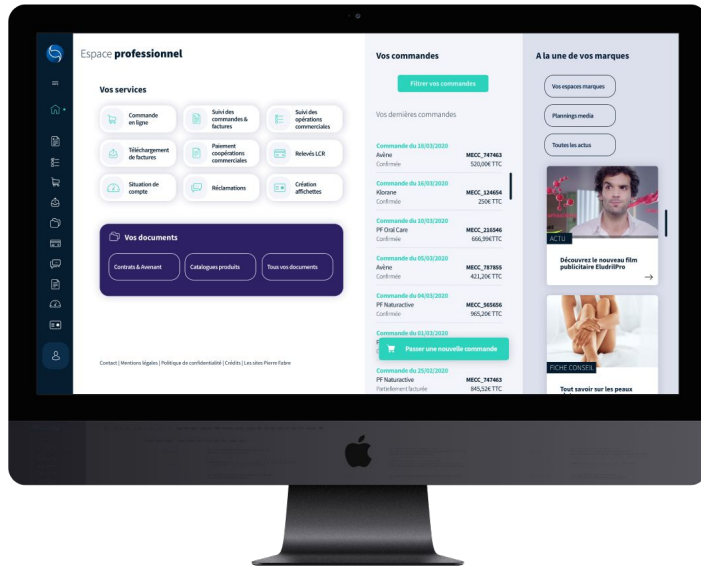 Espace professionnel
Vos services
Commande
en ligne
Suivi des
commandes &
factures
Suivi des
opérations
commerciales
Téléchargement
de factures
Paiement
coopérations
commerciales
Relevés LCR
Situation de
compte
Réclamations
Création
affichettes
Vos documents
Contrats & Avenant
Catalogues produits
Tous vos documents
Contact | Mentions légales | Politique de confidentialité | Crédits | Les sites Pierre Fabre
Vos commandes
Filtrer vos commandes
Vos dernières commandes
Commande du 18/03/2020
Avène MECC_747463
Confirmée 520,00€ TTC
Commande du 16/03/2020
Klorane MECC_124654
Confirmée 250€ TTC
Commande du 10/03/2020
PF Oral Care MECC_216546
Confirmée 666,99€ TTC
Commande du 05/03/2020
Avène MECC_787855
Confirmée 421,20€ TTC
Commande du 04/03/2020
PF Naturactive MECC_565656
Confirmée 965,20€ TTC
Commande du 01/03/2020
Passer une nouvelle commande
Commande du 25/02/2020
PF Naturactive MECC_747463
Partiellement facturée 845,52€ TTC
A la une de vos marques
Vos espaces marques
Plannings media
Toutes les actus
ACTU
Découvrez le nouveau film
publicitaire EludrilPro
FICHE CONSEIL
Tout savoir sur les peaux